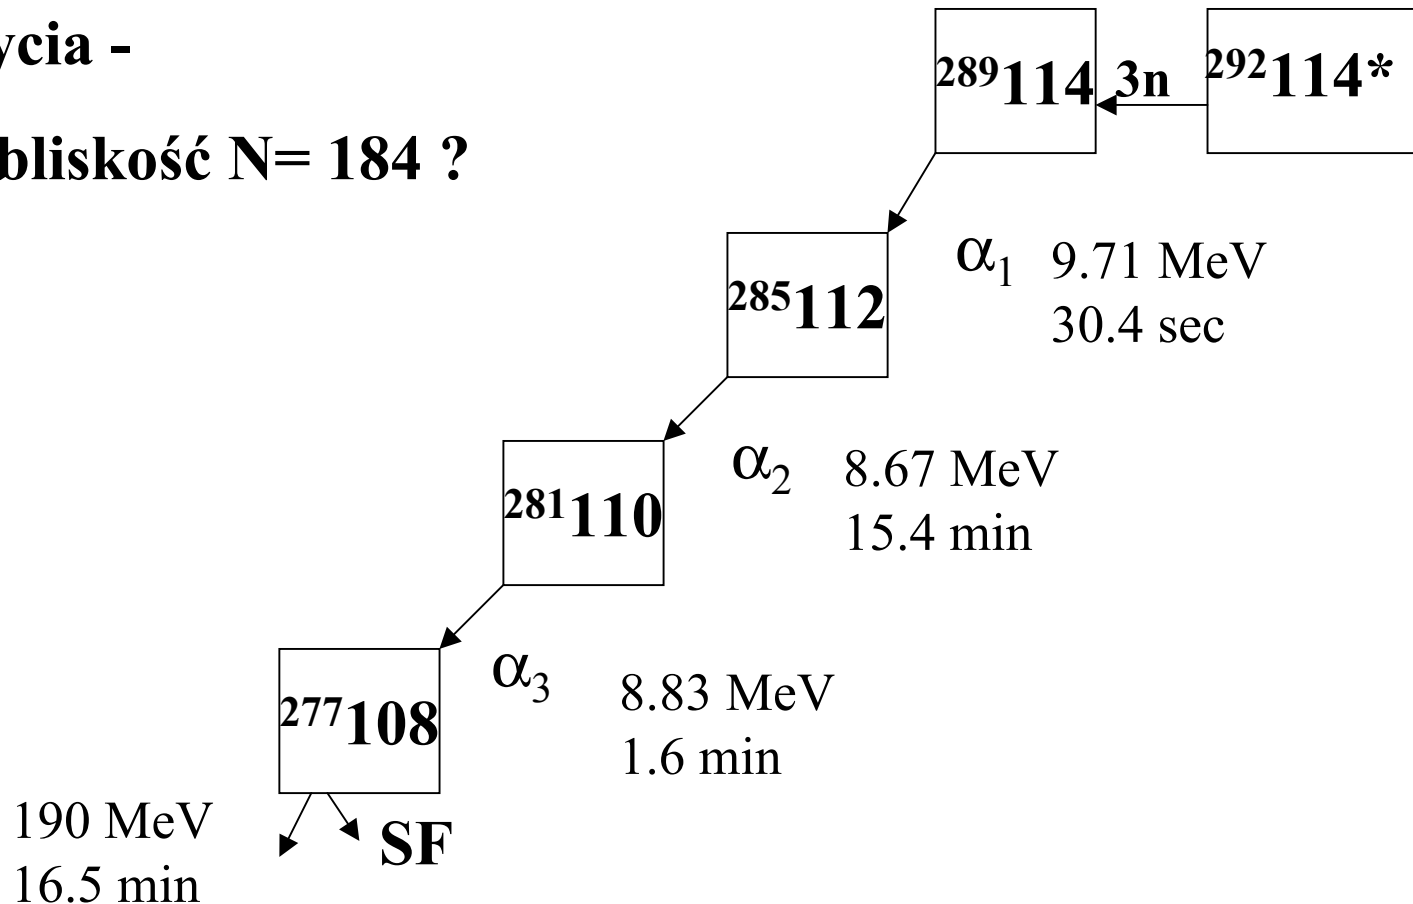 ycia -
bliskość N= 184 ?
²⁸⁹114 3n ²⁹²114*
α₁ 9.71 MeV
30.4 sec
²⁸⁵112
α₂ 8.67 MeV
15.4 min
²⁸¹110
α₃ 8.83 MeV
1.6 min
²⁷⁷108
190 MeV
16.5 min
SF